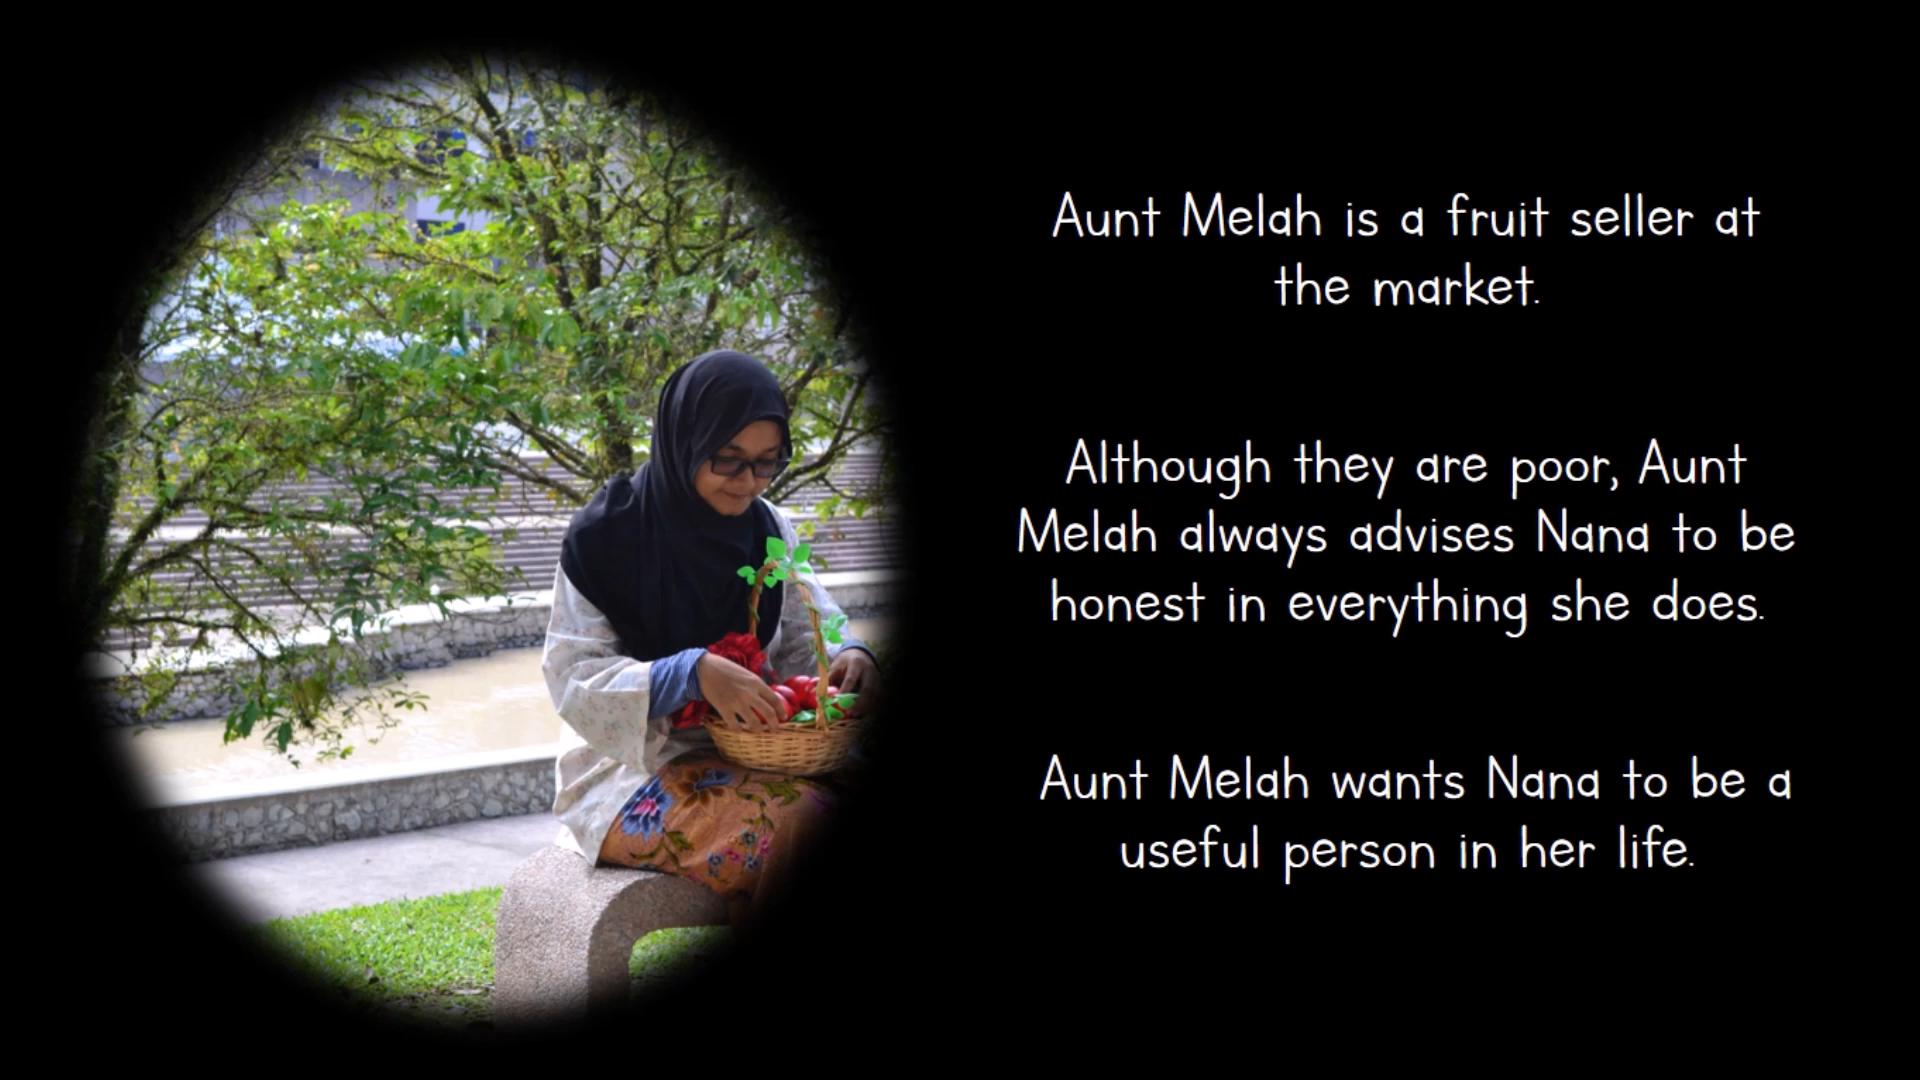 Aunt Melah is a fruit seller at
the market.
Although they are poor, Aunt
Melah always advises Nana to be
honest in everything she does.
Aunt Melah wants Nana to be a
useful person in her life.